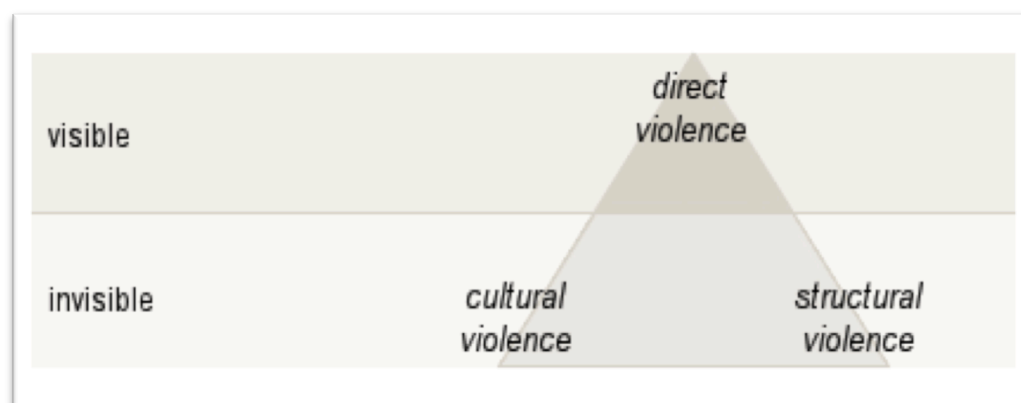 visible
direct
violence
invisible
cultural
violence
structural
violence